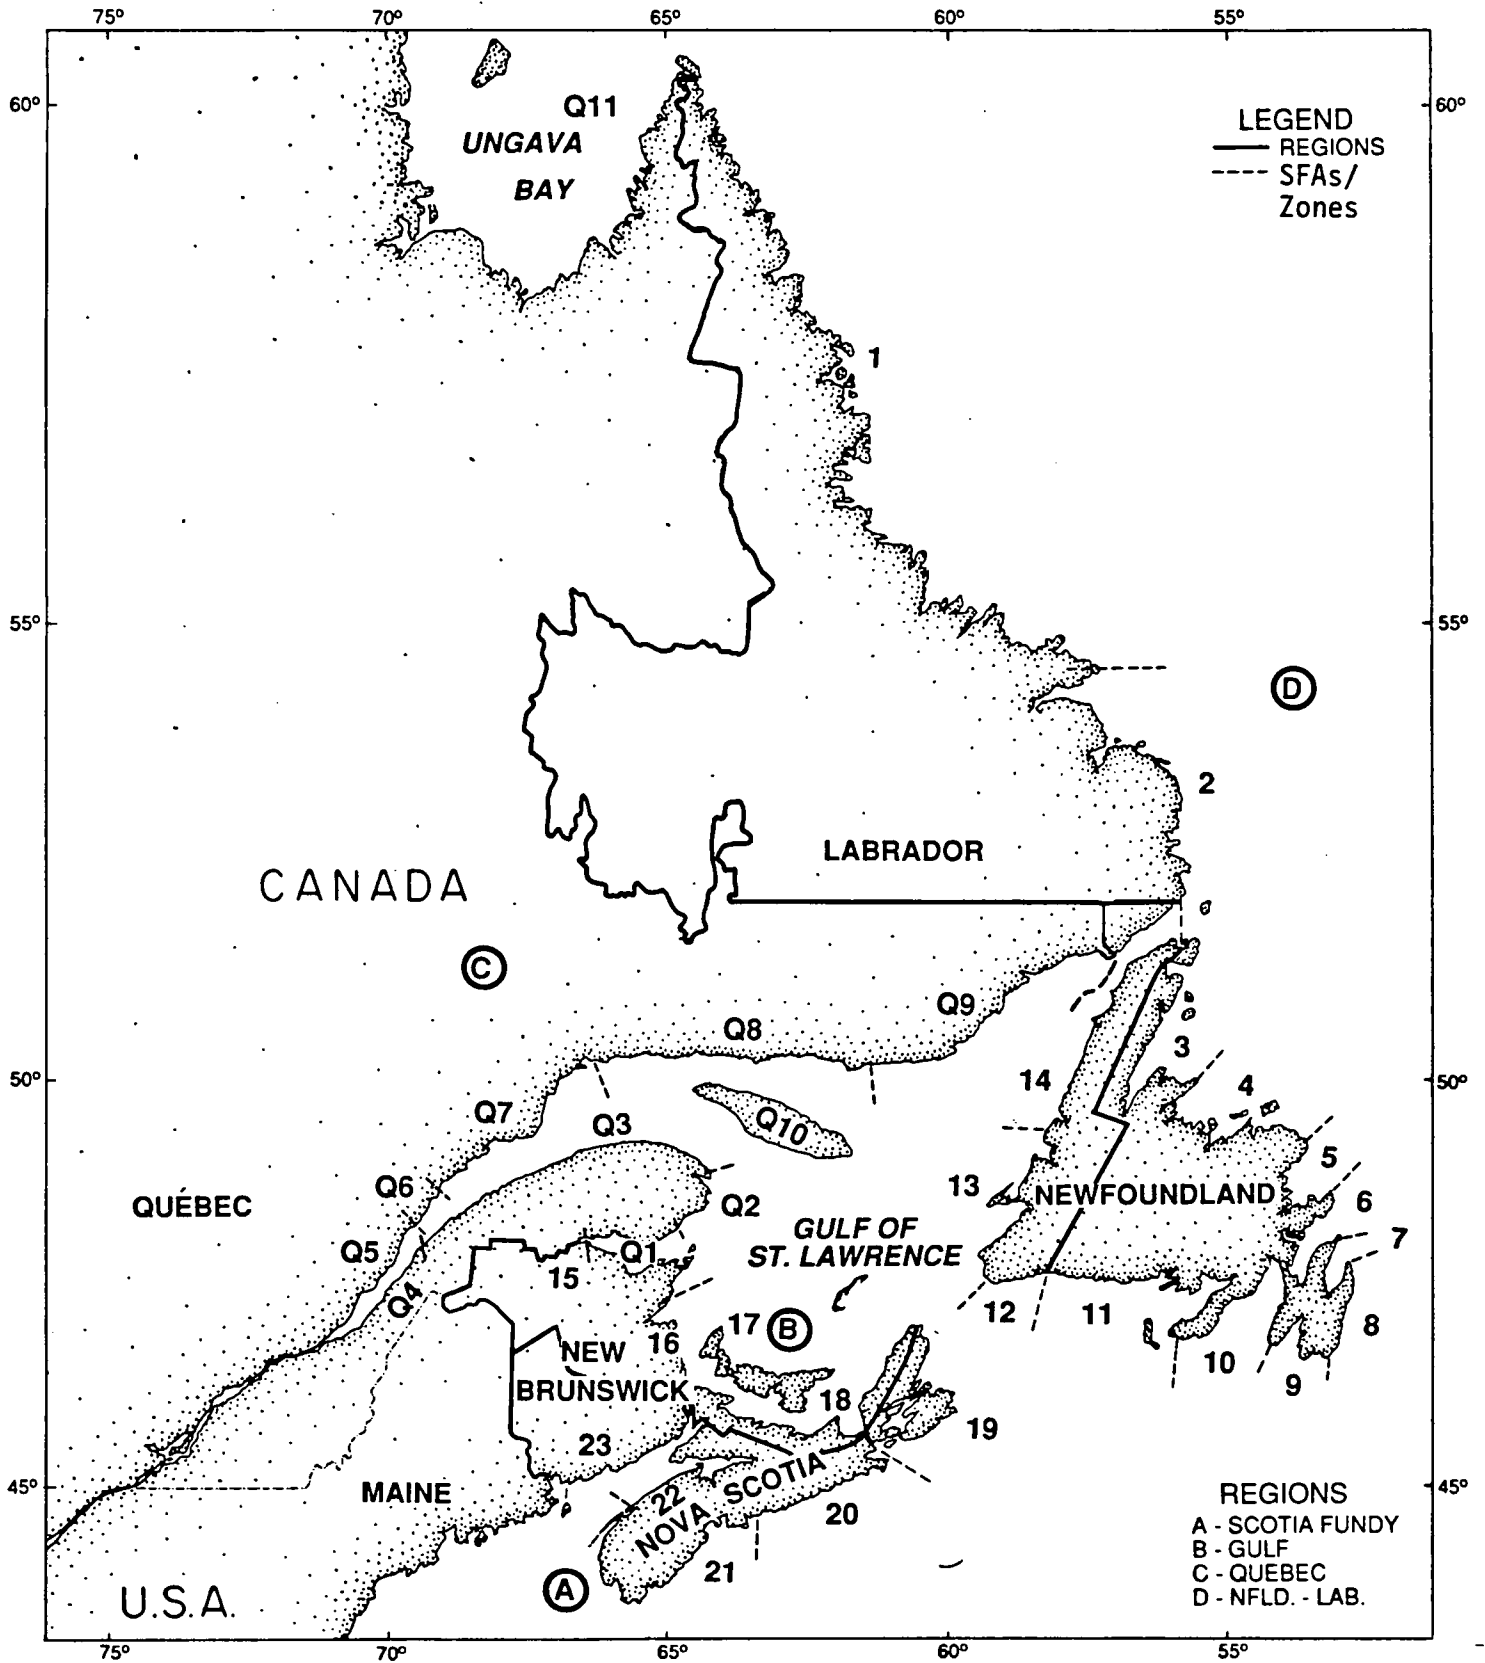 75° 70° 65° 60° 55°
60° 60°
Q11
UNGAVA
BAY
LEGEND
REGIONS
SFAs/
Zones
1
55° 55°
D
2
LABRADOR
CANADA
C
Q9
Q8
3
50° 50°
14
4
Q7
Q3
Q10
5
Q6
13
NEWFOUNDLAND
6
QUÉBEC
Q2
GULF OF
ST. LAWRENCE
7
Q5
Q1
15
Q4
12
11
8
17
B
16
NEW
BRUNSWICK
10
9
18
19
23
MAINE
45° 45°
22
NOVA SCOTIA
20
21
A
U.S.A.
REGIONS
A - SCOTIA FUNDY
B - GULF
C - QUEBEC
D - NFLD. - LAB.
75° 70° 65° 60° 55°